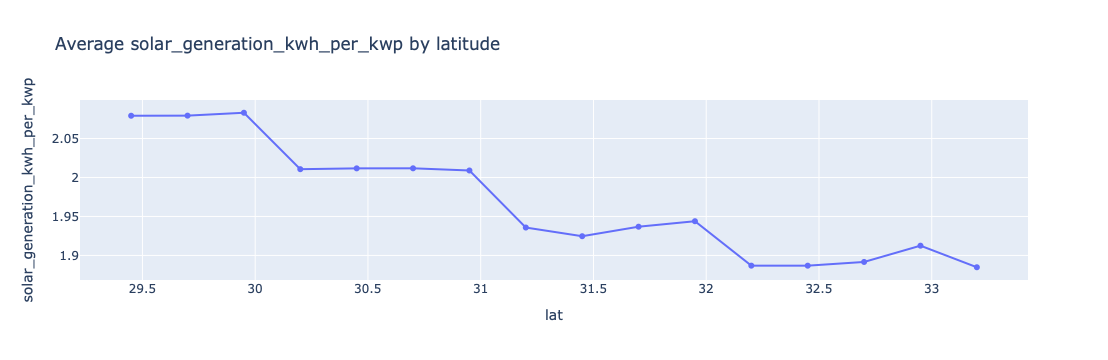 Average solar_generation_kwh_per_kwp by latitude
solar_generation_kwh_per_kwp
2.05
2
1.95
1.9
29.5 30 30.5 31 31.5 32 32.5 33
lat